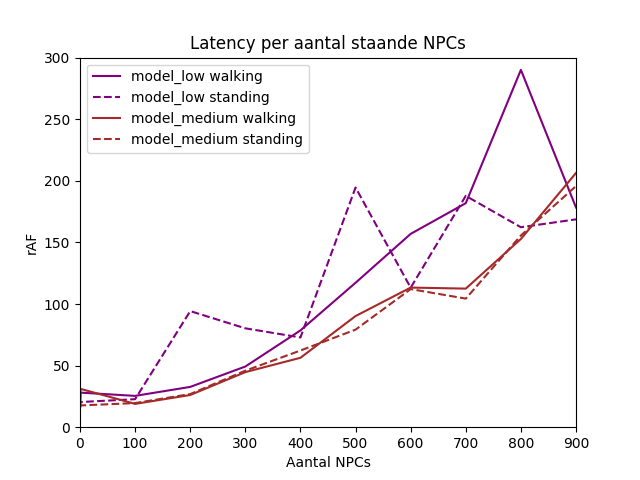 Latency per aantal staande NPCs
model_low walking
model_low standing
model_medium walking
model_medium standing
300
250
200
150
100
50
0
rAF
0 100 200 300 400 500 600 700 800 900
Aantal NPCs